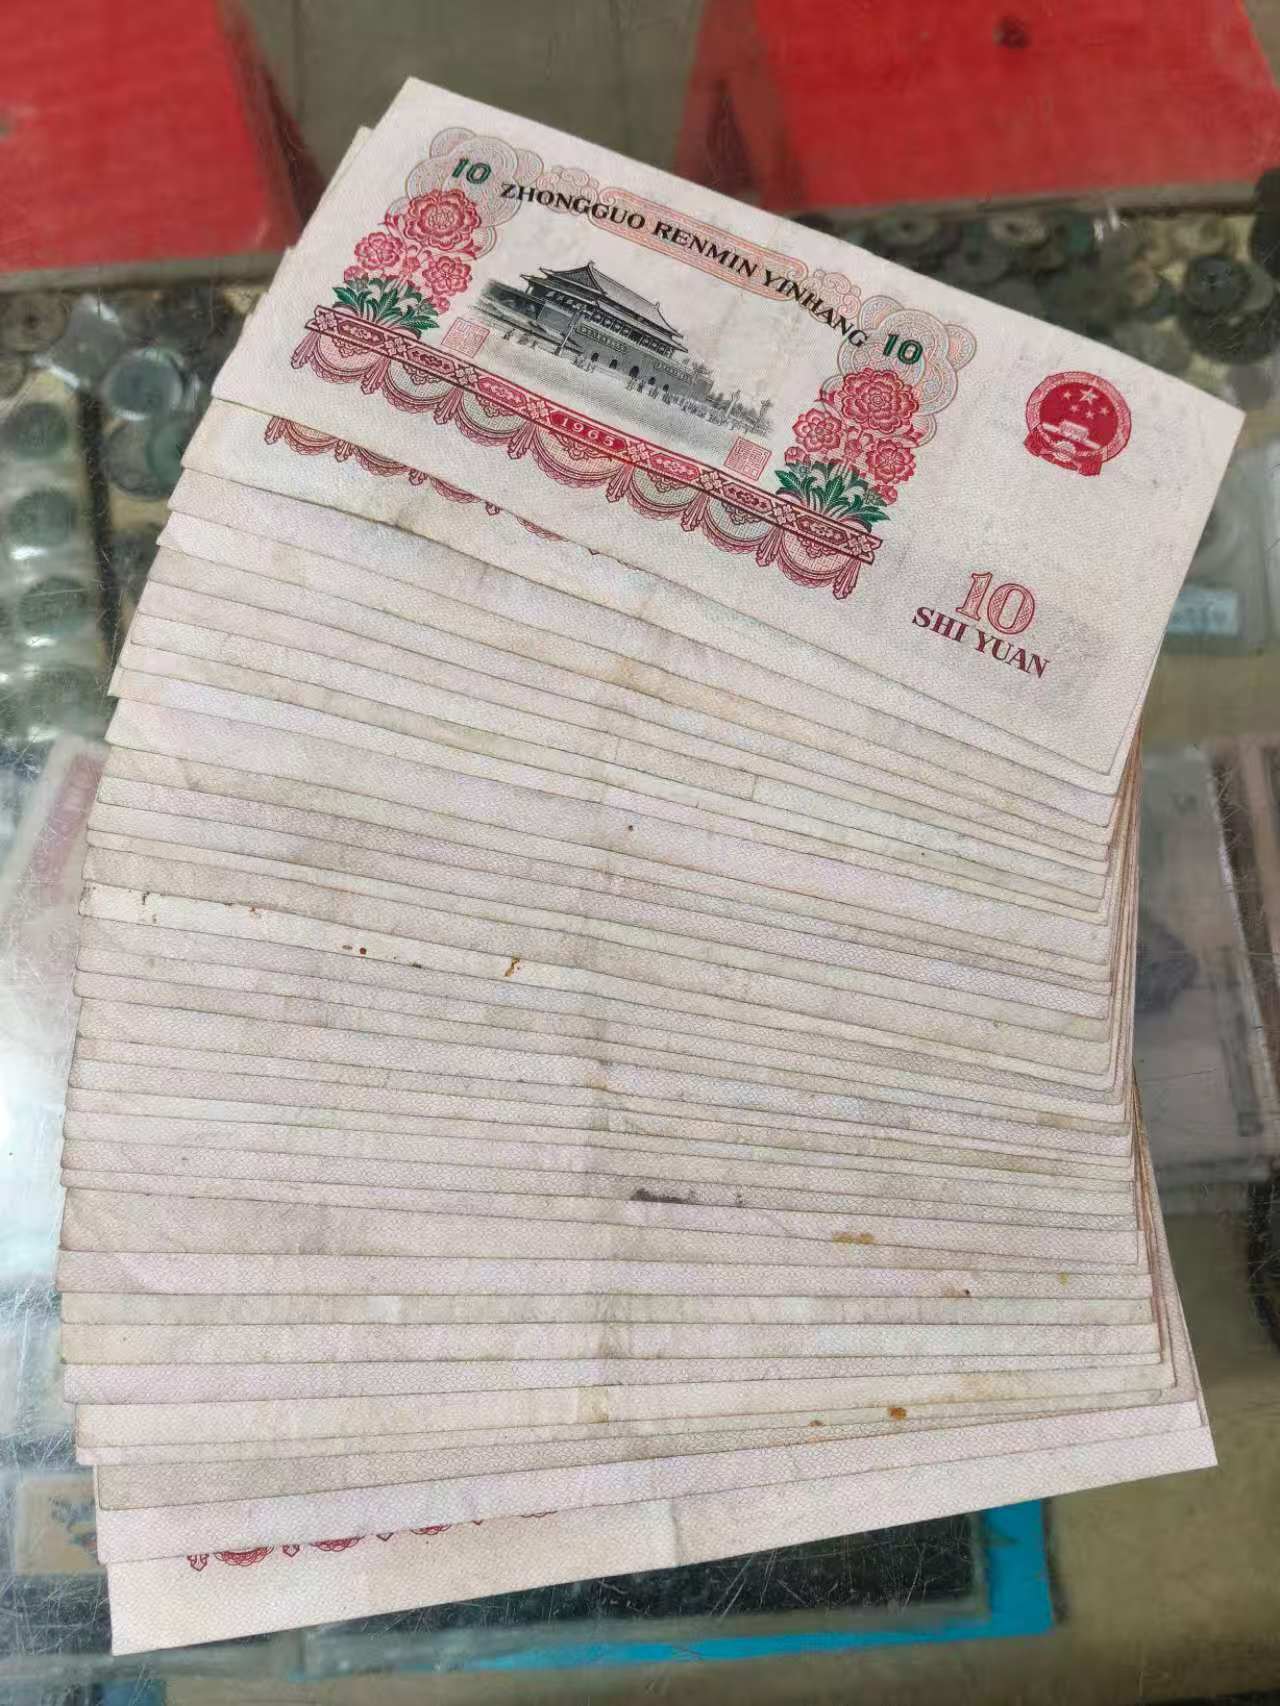 10 ZHONGGUO RENMIN YINHANG 10
1965
10
SHI YUAN